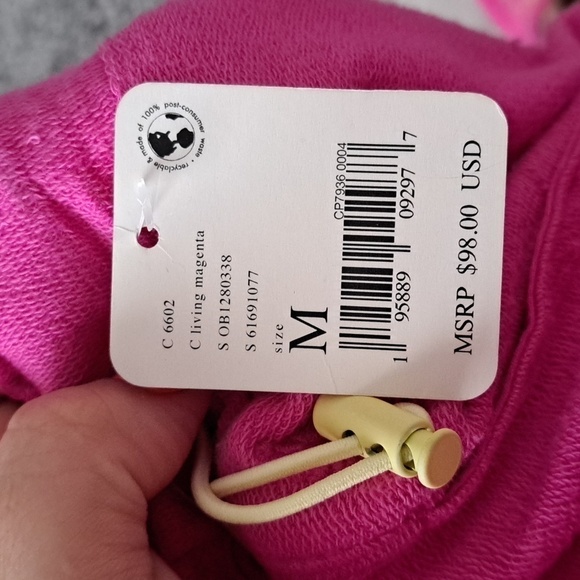 made of 100% post-consumer waste • recyclable &
C 6602
C living magenta
S OB1280338
S 61691077
size
M
CP7936 0004
1 95889 09297 7
MSRP $98.00 USD